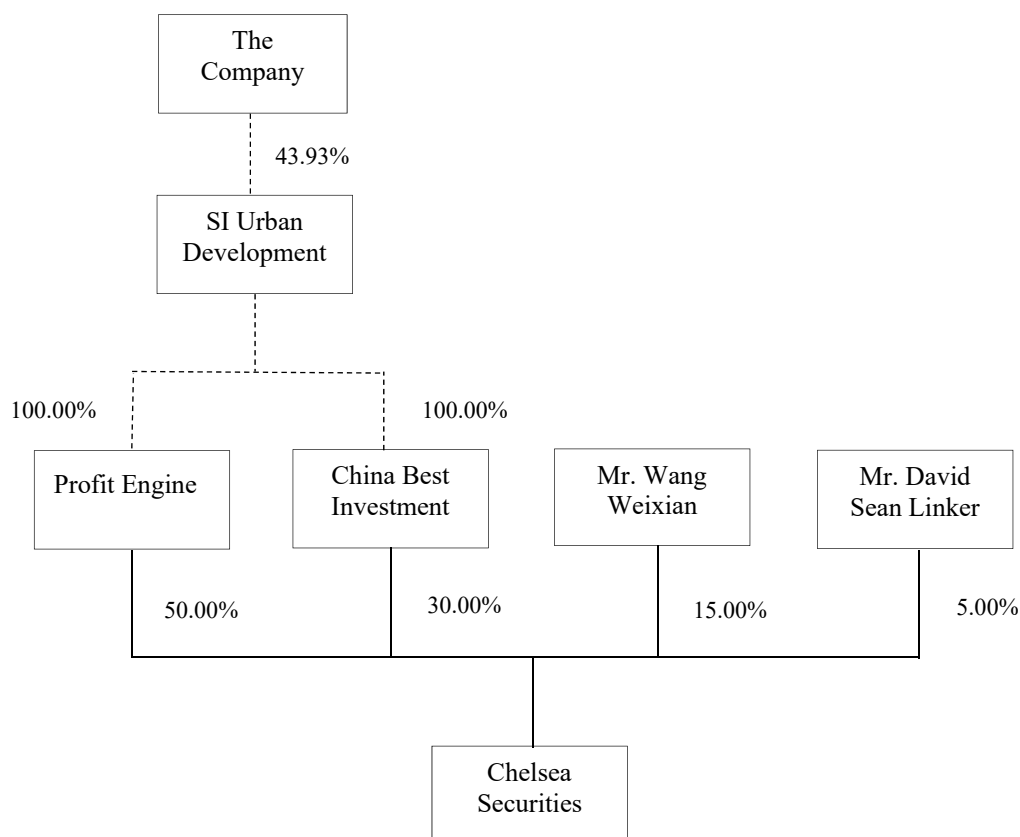 The
Company
43.93%
SI Urban
Development
100.00%
100.00%
Profit Engine
China Best
Investment
Mr. Wang
Weixian
Mr. David
Sean Linker
50.00%
30.00%
15.00%
5.00%
Chelsea
Securities